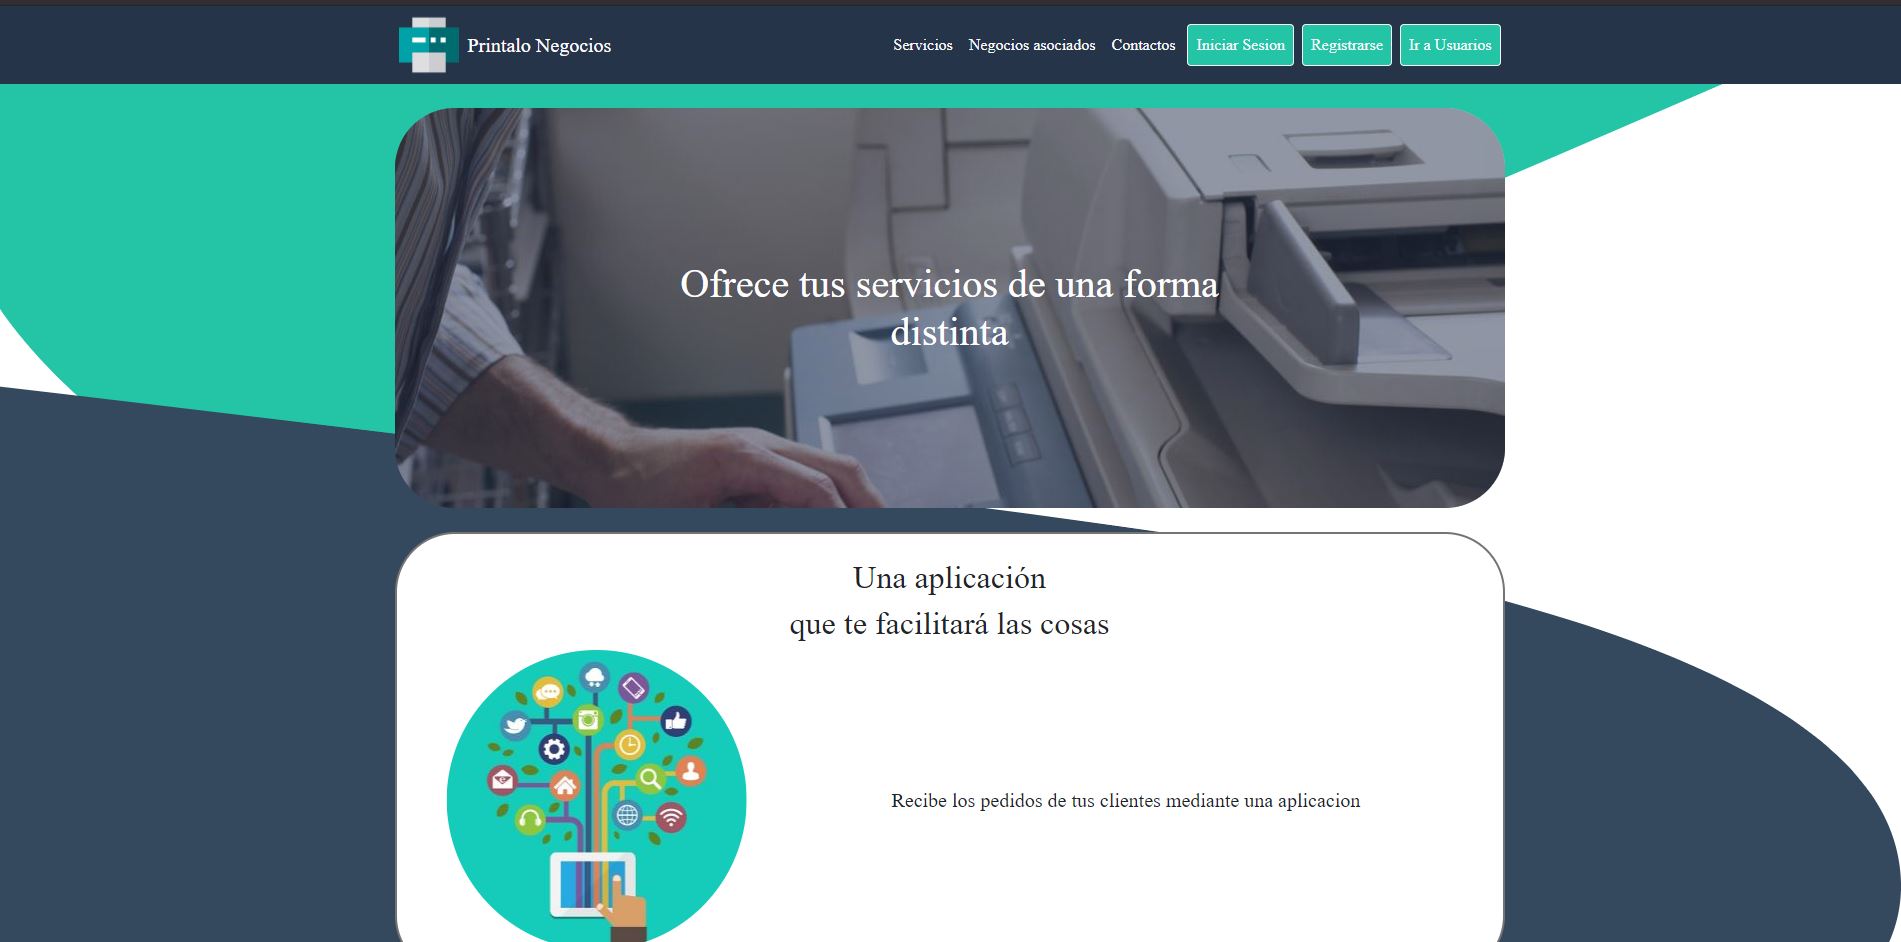 Printalo Negocios
Servicios
Negocios asociados
Contactos
Iniciar Sesion
Registrarse
Ir a Usuarios
Ofrece tus servicios de una forma
distinta
Una aplicación
que te facilitará las cosas
Recibe los pedidos de tus clientes mediante una aplicacion